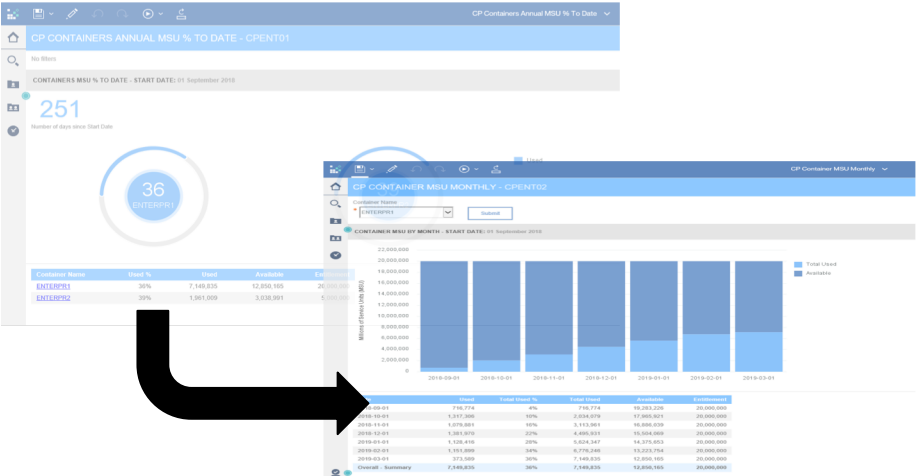 CP Containers Annual MSU % To Date
CP CONTAINERS ANNUAL MSU % TO DATE - CPENT01
No filters
CONTAINERS MSU % TO DATE - START DATE: 01 September 2018
251
Number of days since Start Date
36
ENTERPR1
Used
Container Name Used % Used Available
ENTERPR1 36% 7,149,835 12,850,165
ENTERPR2 39% 1,961,009 3,038,991
CP Container MSU Monthly
CP CONTAINER MSU MONTHLY - CPENT02
Container Name
* ENTERPR1 Submit
CONTAINER MSU BY MONTH - START DATE: 01 September 2018
Millions of Service Units (MSU)
22,000,000
20,000,000
18,000,000
16,000,000
14,000,000
12,000,000
10,000,000
8,000,000
6,000,000
4,000,000
2,000,000
0
2018-09-01 2018-10-01 2018-11-01 2018-12-01 2019-01-01 2019-02-01 2019-03-01
Total Used
Available
Used Total Used % Total Used Available Entitlement
2018-09-01 716,774 4% 716,774 19,283,226 20,000,000
2018-10-01 1,317,306 10% 2,034,079 17,965,921 20,000,000
2018-11-01 1,079,881 16% 3,113,961 16,886,039 20,000,000
2018-12-01 1,381,970 22% 4,495,931 15,504,069 20,000,000
2019-01-01 1,128,416 28% 5,624,347 14,375,653 20,000,000
2019-02-01 1,151,899 34% 6,776,246 13,223,754 20,000,000
2019-03-01 373,589 36% 7,149,835 12,850,165 20,000,000
Overall - Summary 7,149,835 36% 7,149,835 12,850,165 20,000,000